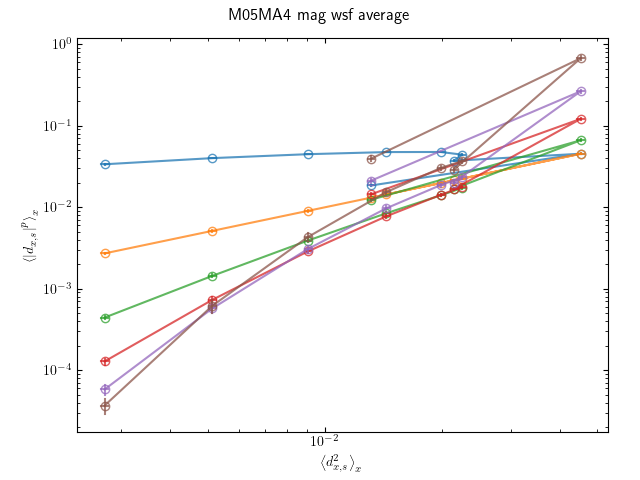 M05MA4 mag wsf average
10⁰
10⁻¹
10⁻²
10⁻³
10⁻⁴
⟨|d_{x,s}|^p⟩_x
10⁻²
⟨d²_{x,s}⟩_x